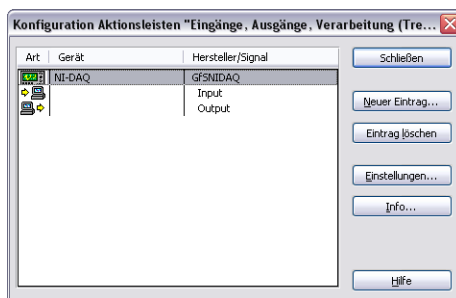 Konfiguration Aktionsleisten "Eingänge, Ausgänge, Verarbeitung (Tre...
Art Gerät Hersteller/Signal
NI-DAQ GfSNIDAQ
Input
Output
Schließen
Neuer Eintrag...
Eintrag löschen
Einstellungen...
Info...
Hilfe